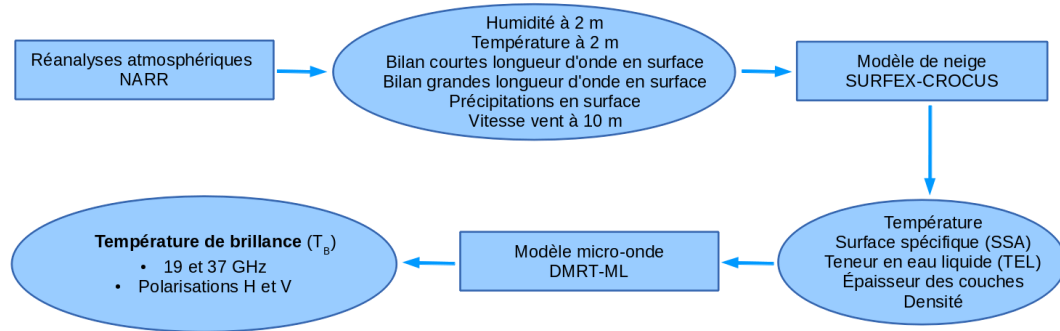 Réanalyses atmosphériques
NARR
Humidité à 2 m
Température à 2 m
Bilan courtes longueur d'onde en surface
Bilan grandes longueur d'onde en surface
Précipitations en surface
Vitesse vent à 10 m
Modèle de neige
SURFEX-CROCUS
Température
Surface spécifique (SSA)
Teneur en eau liquide (TEL)
Épaisseur des couches
Densité
Modèle micro-onde
DMRT-ML
Température de brillance (T_B)
• 19 et 37 GHz
• Polarisations H et V